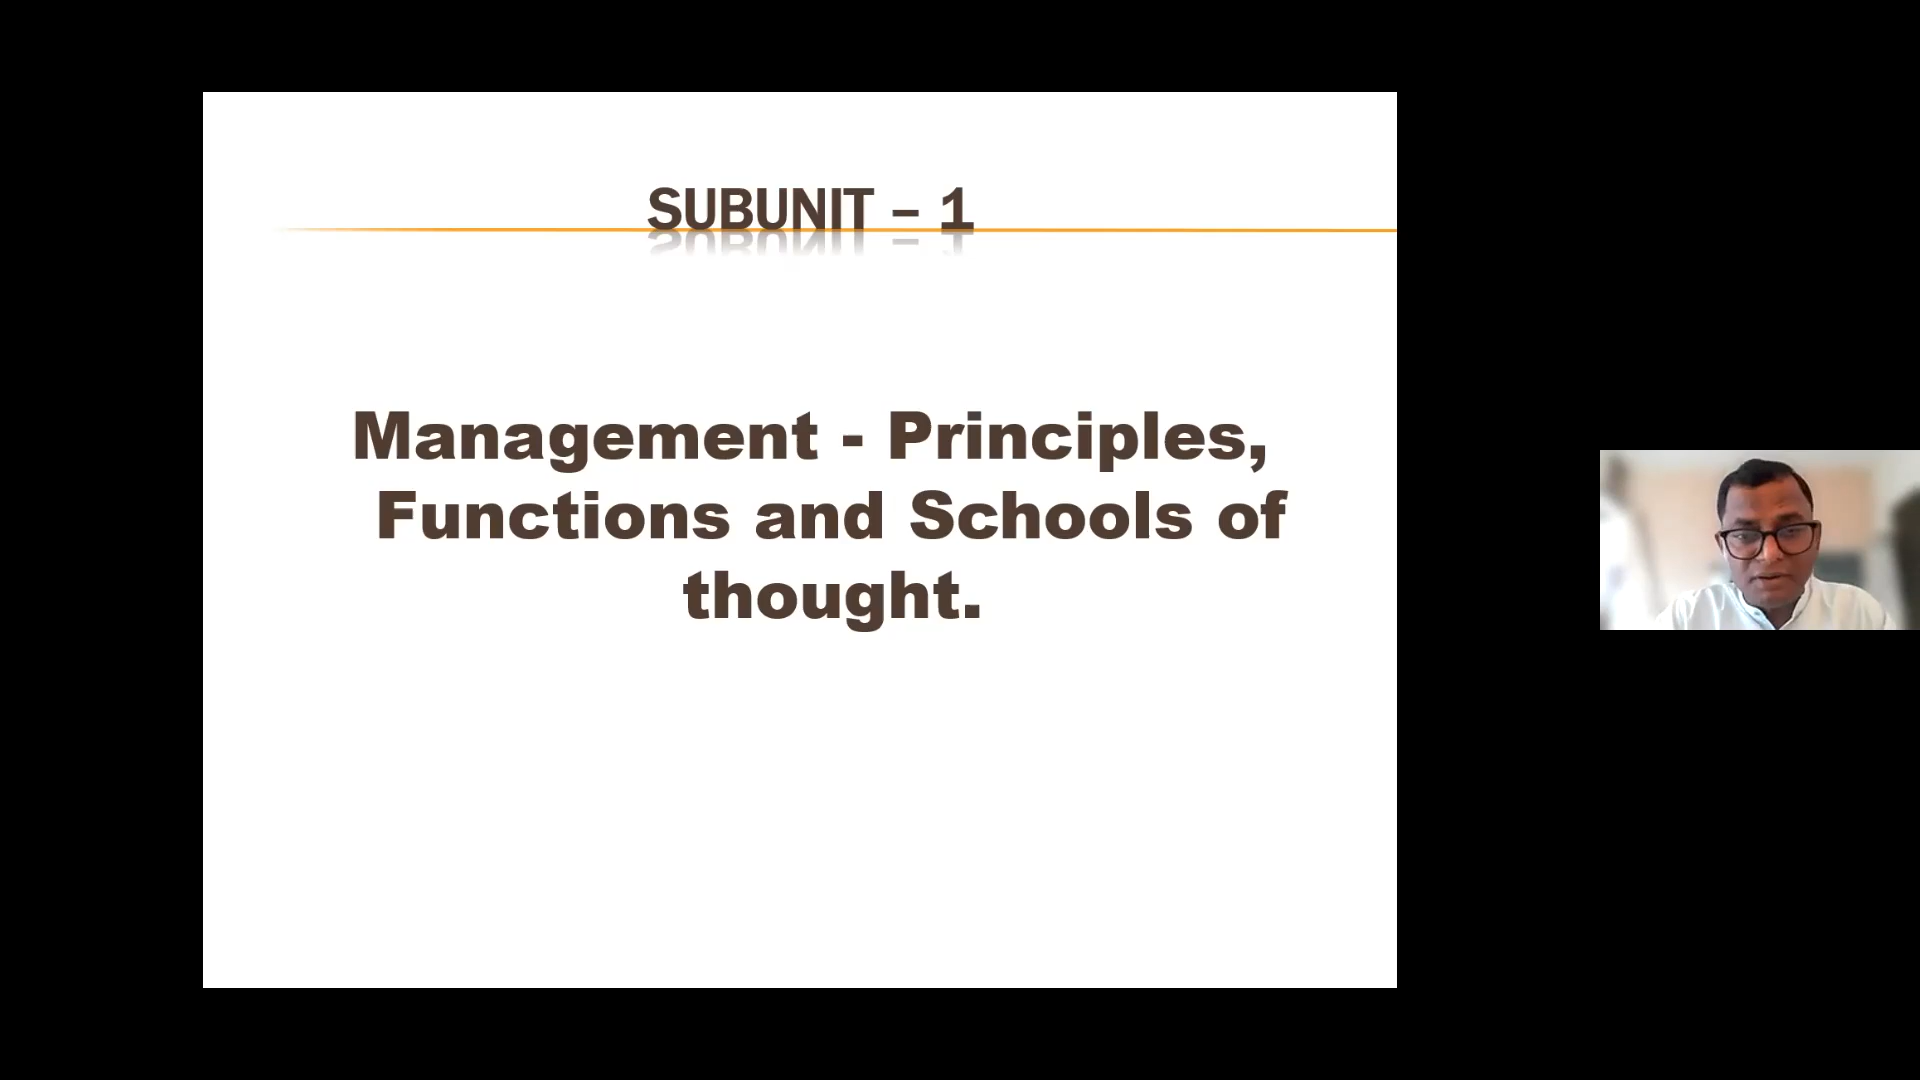 SUBUNIT – 1
Management - Principles,
Functions and Schools of
thought.